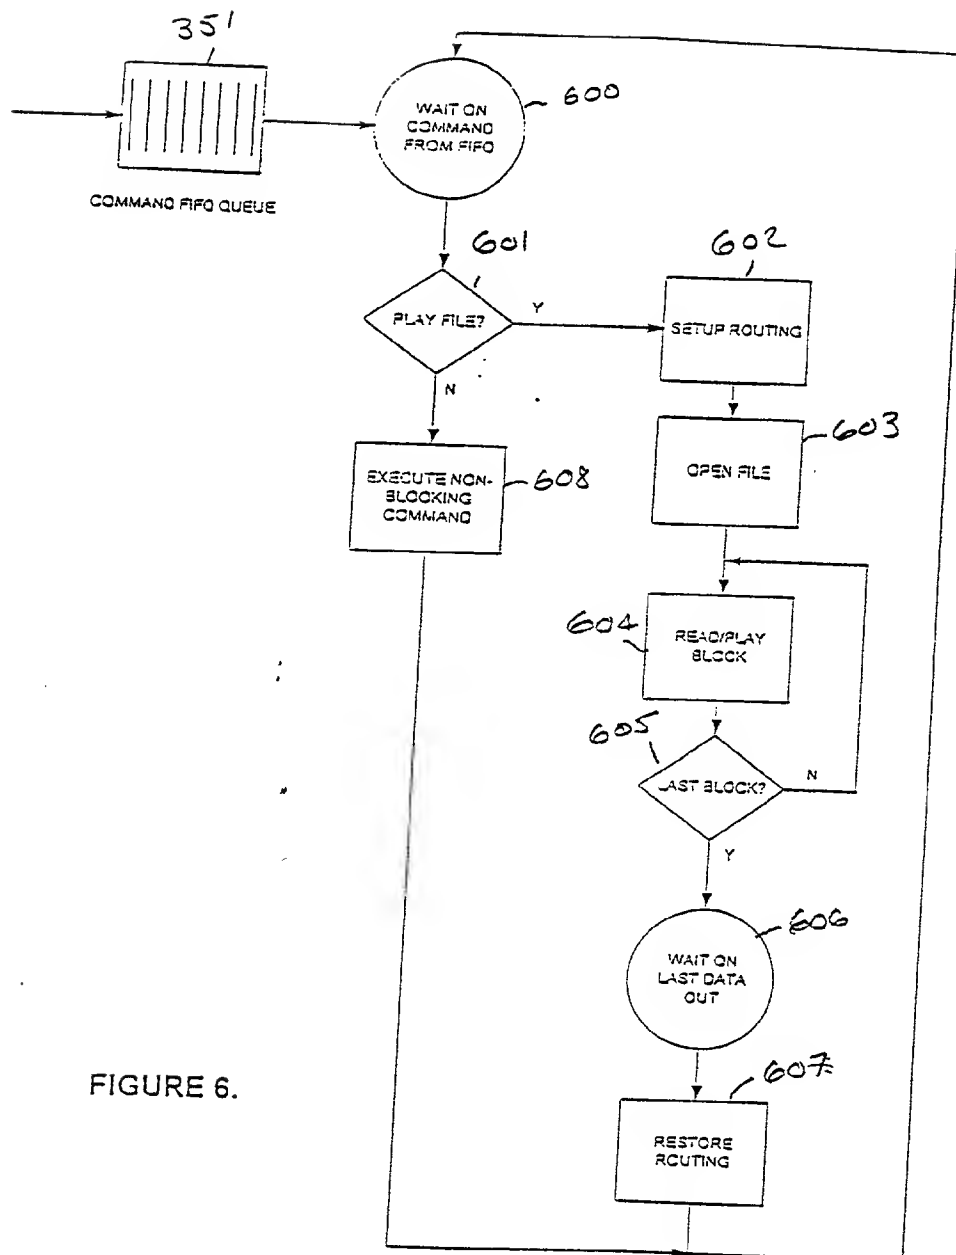 351
WAIT ON
COMMAND
FROM FIFO
600
COMMAND FIFO QUEUE
601
602
PLAY FILE?
Y
SETUP ROUTING
N
603
OPEN FILE
EXECUTE NON-
BLOCKING
COMMAND
608
604
READ/PLAY
BLOCK
605
LAST BLOCK?
N
Y
606
WAIT ON
LAST DATA
OUT
FIGURE 6.
607
RESTORE
ROUTING